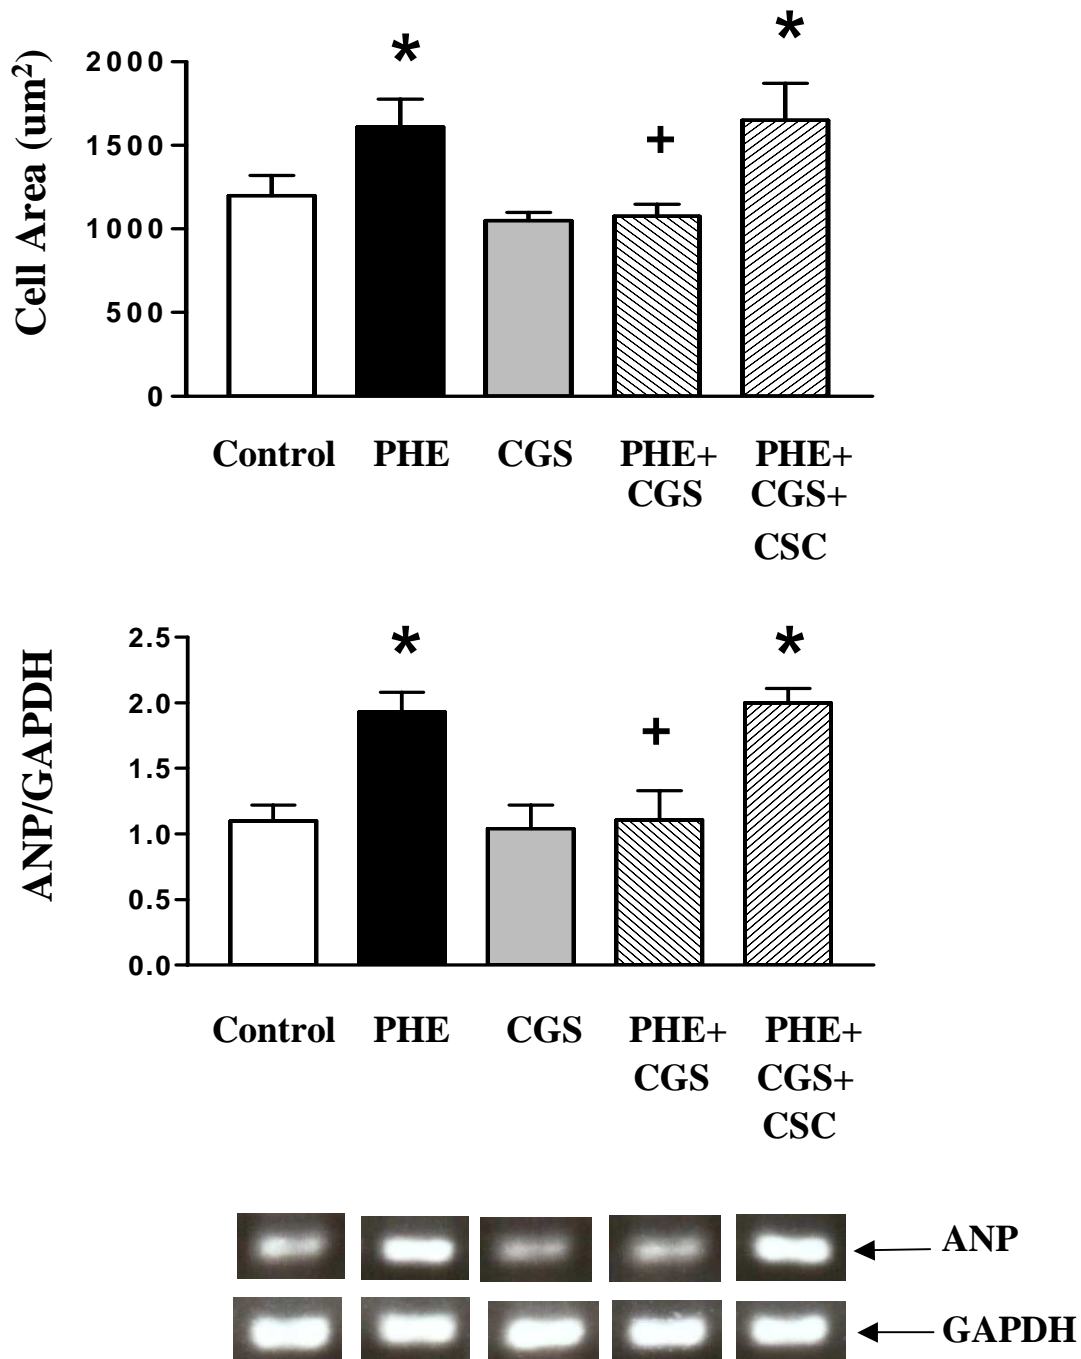 Cell Area (um²)
2000
1500
1000
500
0
*
+
*
Control PHE CGS PHE+ PHE+
CGS CGS+
CSC
ANP/GAPDH
2.5
2.0
1.5
1.0
0.5
0.0
*
+
*
Control PHE CGS PHE+ PHE+
CGS CGS+
CSC
ANP
GAPDH